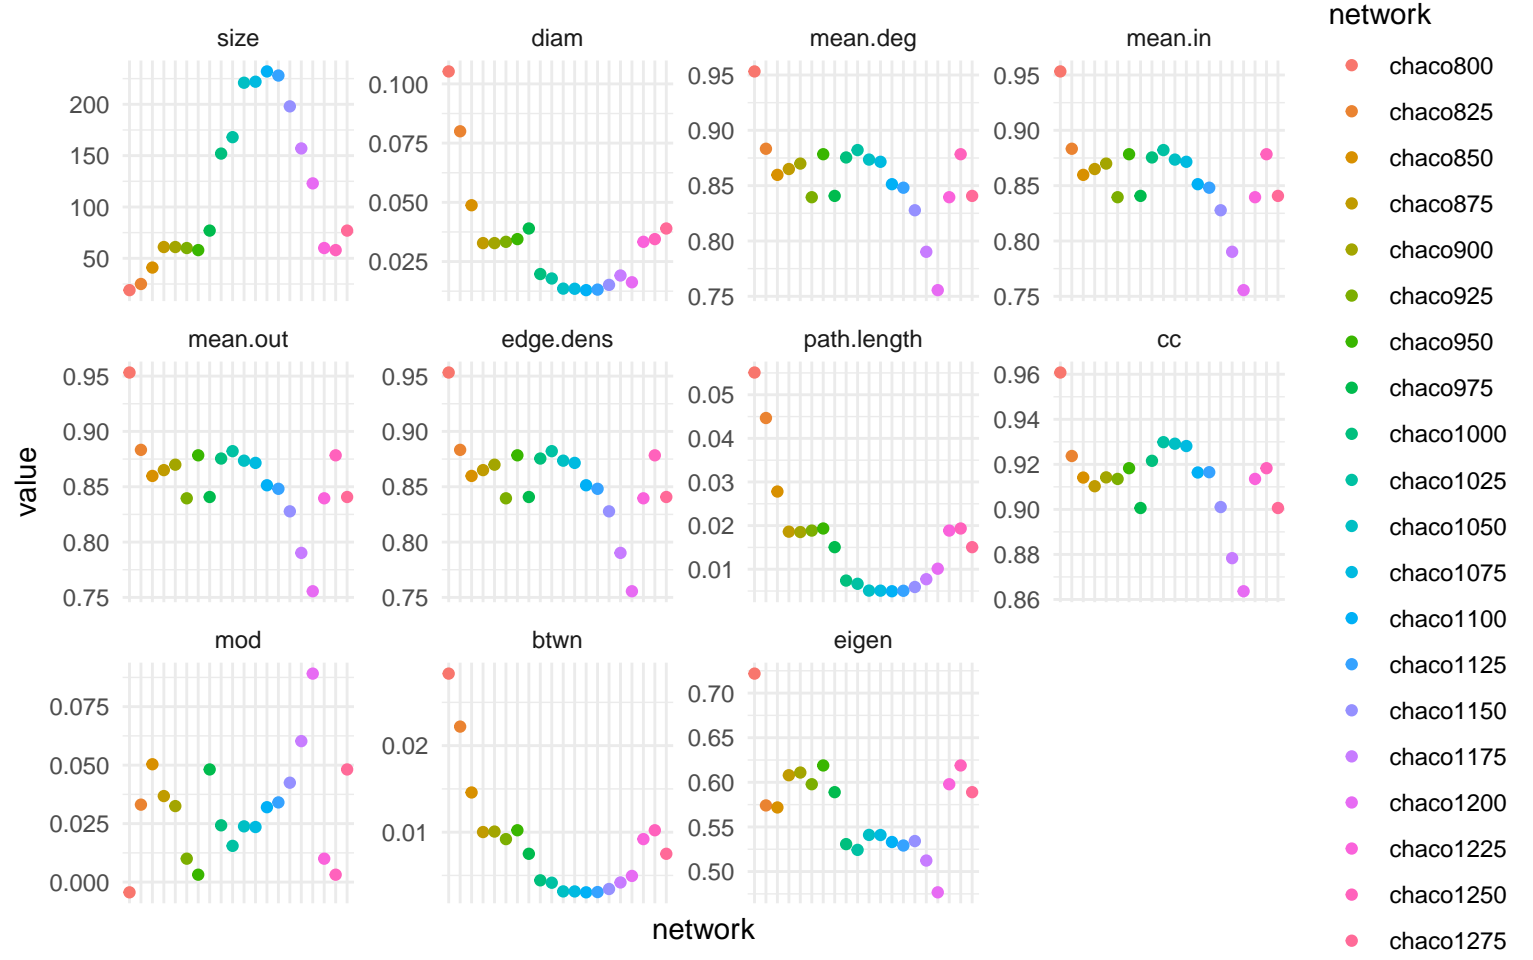 size
diam
mean.deg
mean.in
200
150
100
50
0.100
0.075
0.050
0.025
0.95
0.90
0.85
0.80
0.75
0.95
0.90
0.85
0.80
0.75
mean.out
edge.dens
path.length
cc
0.95
0.90
0.85
0.80
0.75
0.95
0.90
0.85
0.80
0.75
0.05
0.04
0.03
0.02
0.01
0.96
0.94
0.92
0.90
0.88
0.86
mod
btwn
eigen
0.075
0.050
0.025
0.000
0.02
0.01
0.70
0.65
0.60
0.55
0.50
value
network
network
chaco800
chaco825
chaco850
chaco875
chaco900
chaco925
chaco950
chaco975
chaco1000
chaco1025
chaco1050
chaco1075
chaco1100
chaco1125
chaco1150
chaco1175
chaco1200
chaco1225
chaco1250
chaco1275